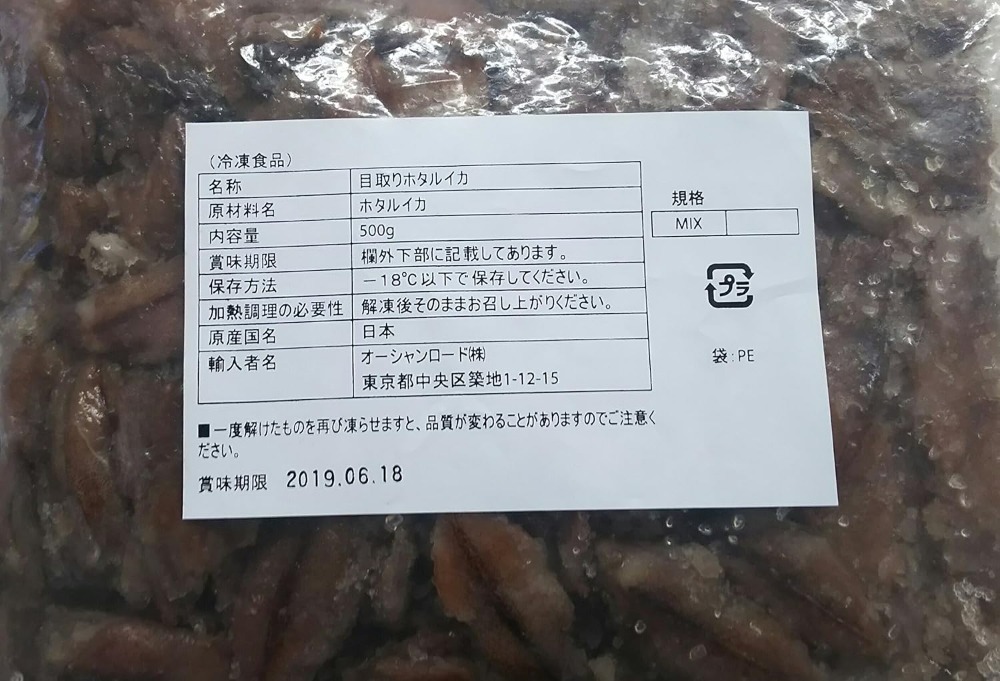 （冷凍食品）
名称 目取りホタルイカ
原材料名 ホタルイカ
内容量 500g
賞味期限 欄外下部に記載してあります。
保存方法 －18℃以下で保存してください。
加熱調理の必要性 解凍後そのままお召し上がりください。
原産国名 日本
輸入者名 オーシャンロード㈱
東京都中央区築地1-12-15
規格
MIX
プラ
袋:PE
■一度解けたものを再び凍らせますと、品質が変わることがありますのでご注意く
ださい。
賞味期限 2019.06.18